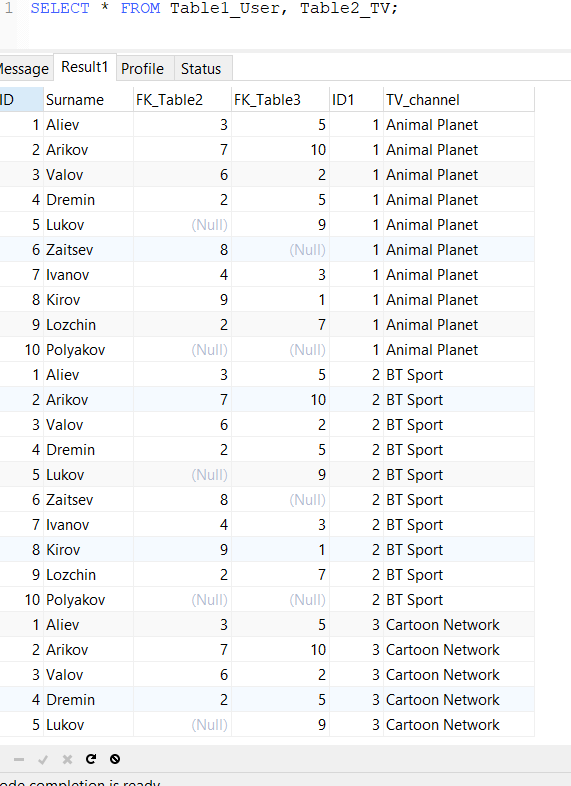 1 SELECT * FROM Table1_User, Table2_TV;
Message Result1 Profile Status
ID Surname FK_Table2 FK_Table3 ID1 TV_channel
1 Aliev 3 5 1 Animal Planet
2 Arikov 7 10 1 Animal Planet
3 Valov 6 2 1 Animal Planet
4 Dremin 2 5 1 Animal Planet
5 Lukov (Null) 9 1 Animal Planet
6 Zaitsev 8 (Null) 1 Animal Planet
7 Ivanov 4 3 1 Animal Planet
8 Kirov 9 1 1 Animal Planet
9 Lozchin 2 7 1 Animal Planet
10 Polyakov (Null) (Null) 1 Animal Planet
1 Aliev 3 5 2 BT Sport
2 Arikov 7 10 2 BT Sport
3 Valov 6 2 2 BT Sport
4 Dremin 2 5 2 BT Sport
5 Lukov (Null) 9 2 BT Sport
6 Zaitsev 8 (Null) 2 BT Sport
7 Ivanov 4 3 2 BT Sport
8 Kirov 9 1 2 BT Sport
9 Lozchin 2 7 2 BT Sport
10 Polyakov (Null) (Null) 2 BT Sport
1 Aliev 3 5 3 Cartoon Network
2 Arikov 7 10 3 Cartoon Network
3 Valov 6 2 3 Cartoon Network
4 Dremin 2 5 3 Cartoon Network
5 Lukov (Null) 9 3 Cartoon Network
ode completion is ready